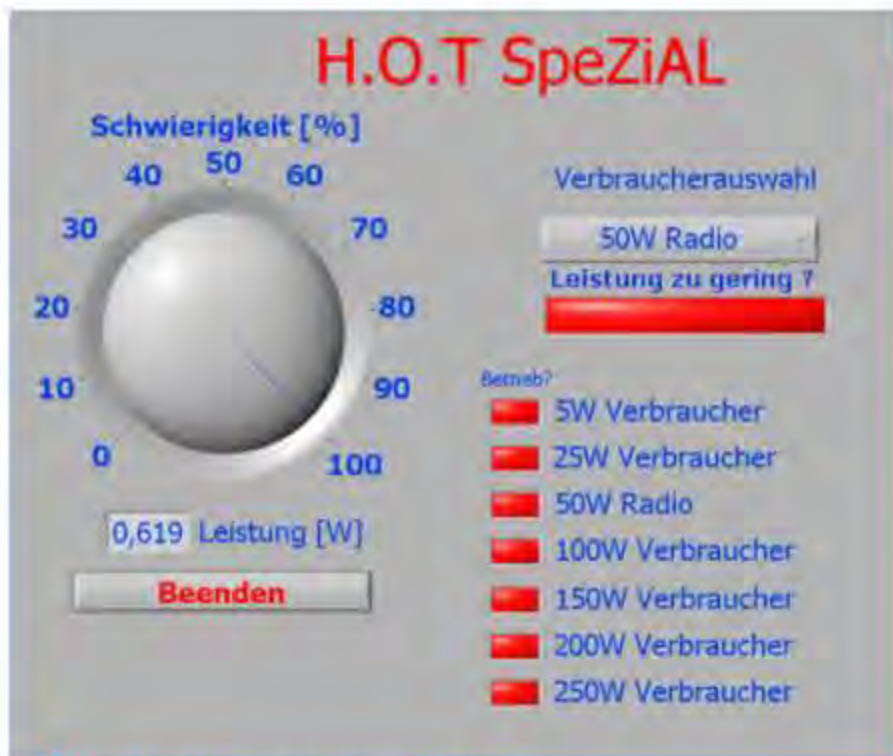 H.O.T SpeZiAL
Schwierigkeit [%]
0
10
20
30
40
50
60
70
80
90
100
0,619 Leistung [W]
Beenden
Verbraucherauswahl
50W Radio
Leistung zu gering ?
Betrieb?
5W Verbraucher
25W Verbraucher
50W Radio
100W Verbraucher
150W Verbraucher
200W Verbraucher
250W Verbraucher